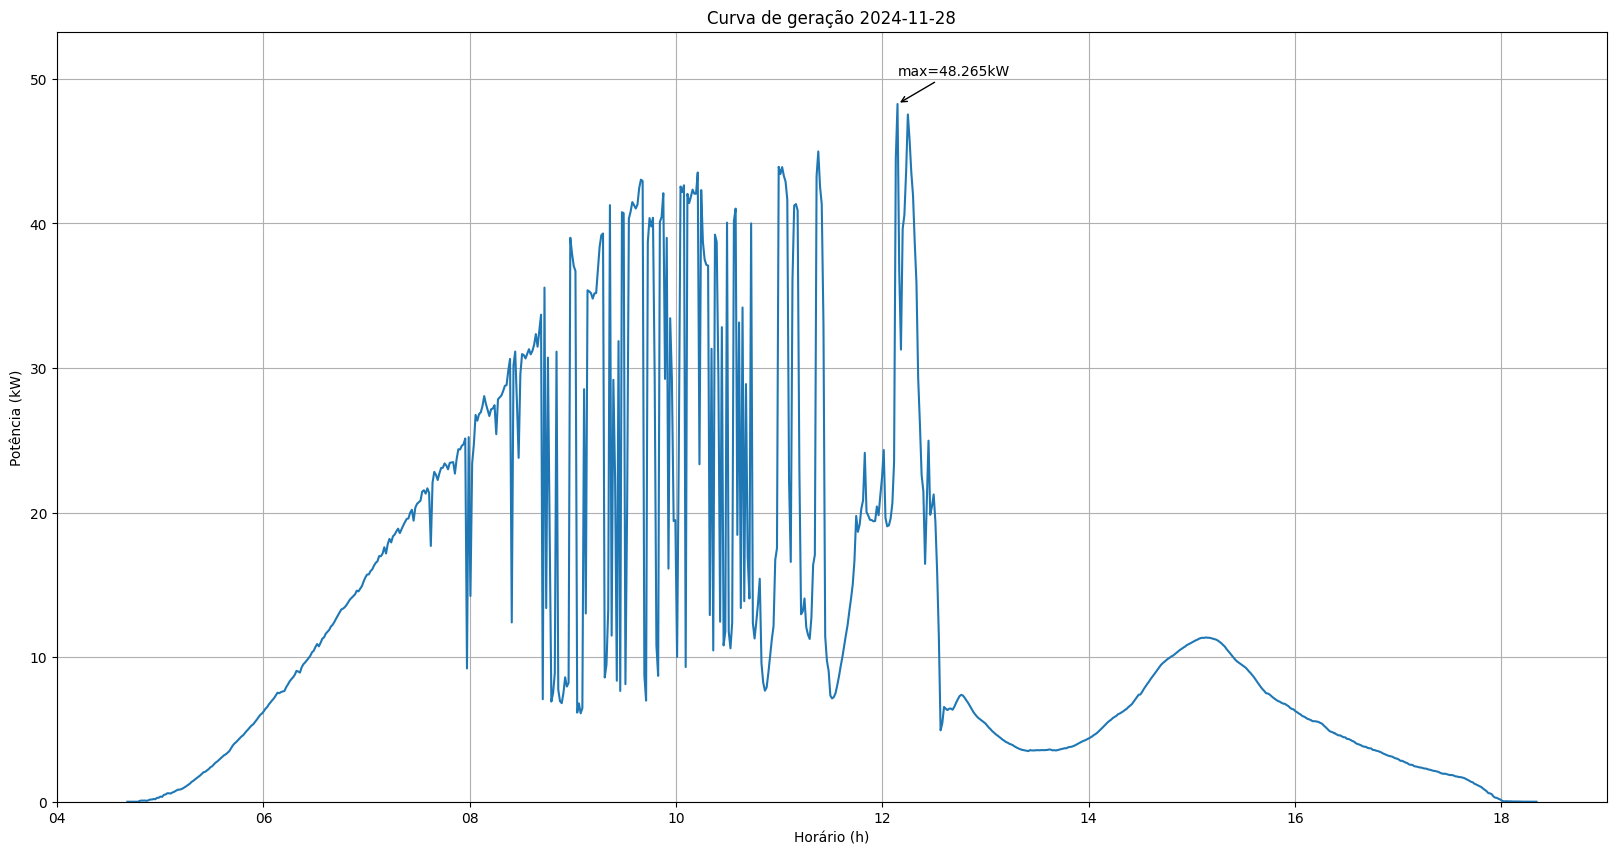 Curva de geração 2024-11-28
max=48.265kW
50
40
30
20
10
0
Potência (kW)
04 06 08 10 12 14 16 18
Horário (h)